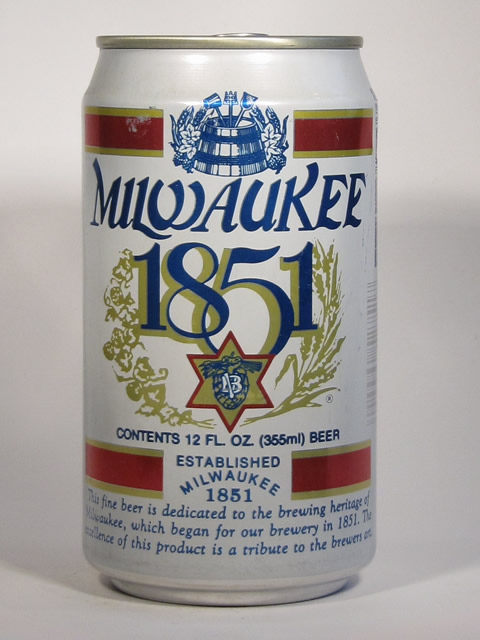 MILWAUKEE
1851
B
®
CONTENTS 12 FL. OZ. (355ml) BEER
ESTABLISHED
MILWAUKEE
1851
This fine beer is dedicated to the brewing heritage of
Milwaukee, which began for our brewery in 1851. The
excellence of this product is a tribute to the brewers